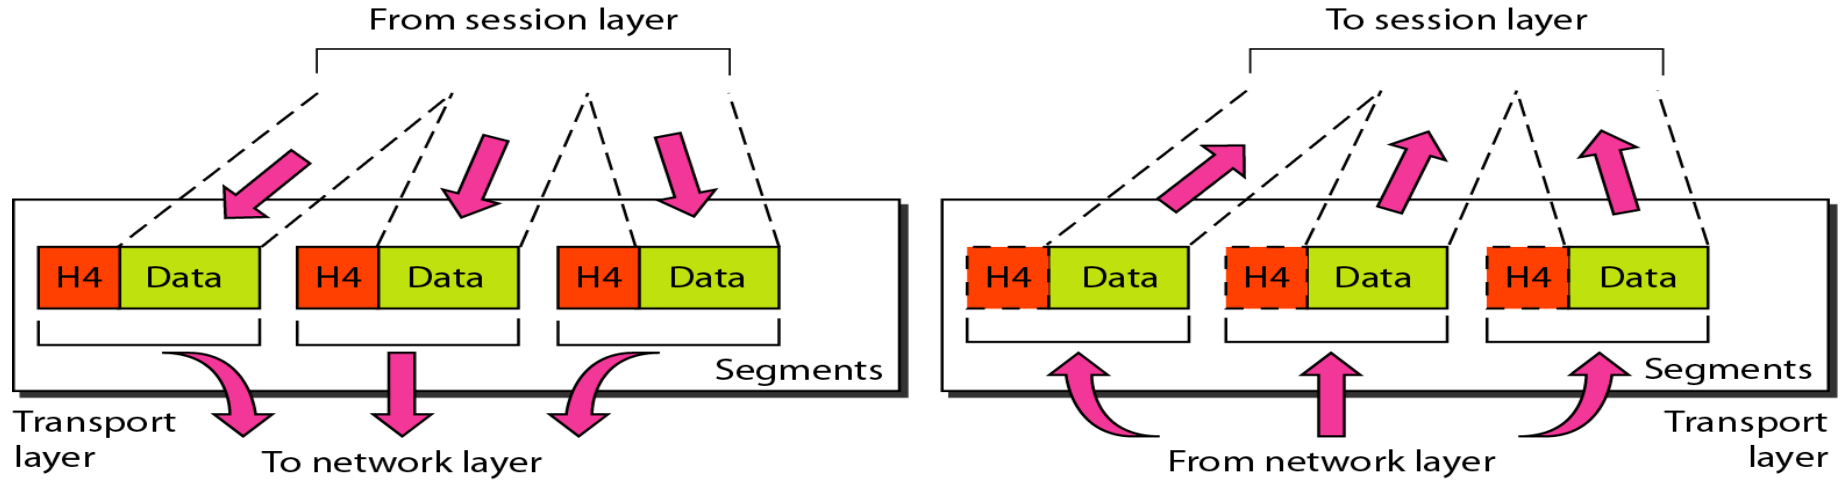 From session layer
H4 Data H4 Data H4 Data
Segments
Transport
layer
To network layer
To session layer
H4 Data H4 Data H4 Data
Segments
Transport
layer
From network layer